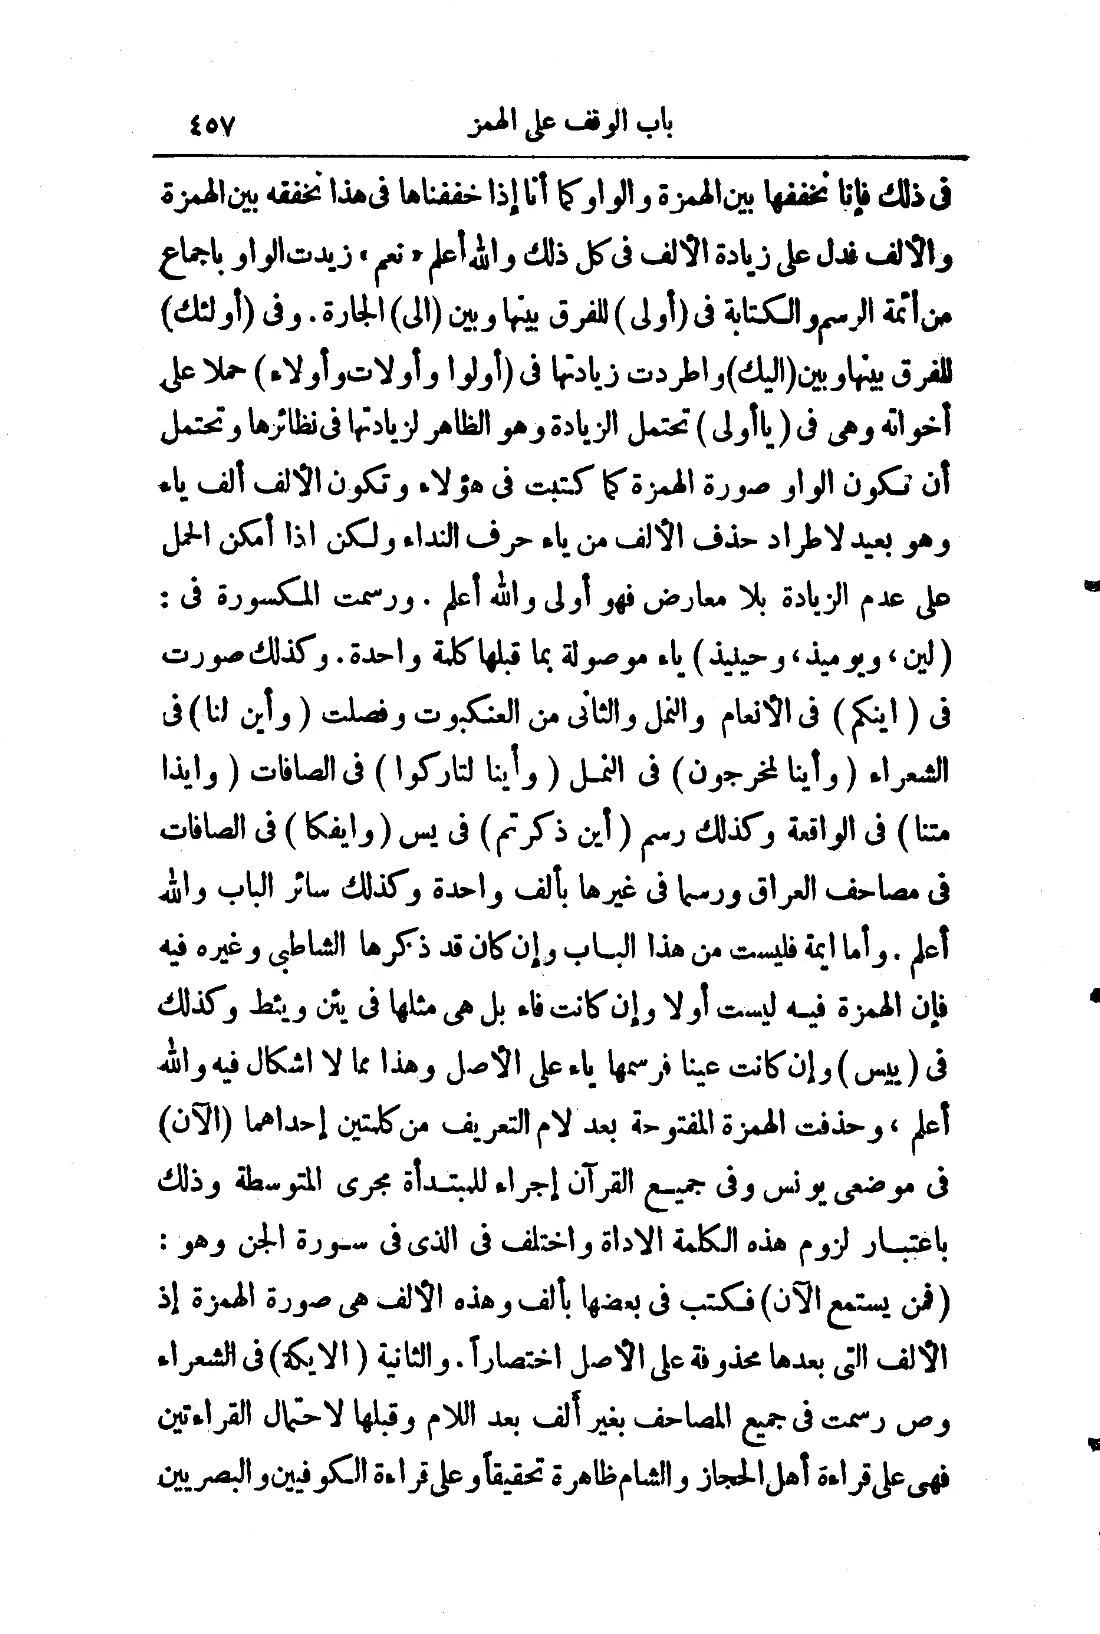 باب الوقف على الهمز ٤٥٧
فى ذلك فإنا نخففها بين الهمزة والواو كما أنا إذا خففناها فى هذا نخففه بين الهمزة
والألف فدل على زيادة الألف فى كل ذلك والله أعلم «نعم» زيدت الواو باجماع
من أئمة الرسم والكتابة فى (أولى) للفرق بينها وبين (الى) الجارة. وفى (أولئك)
للفرق بينها وبين (اليك) واطردت زيادتها فى (أولوا وأولات وأولاء) حملا على
أخواته وهى فى (يا أولى) تحتمل الزيادة وهو الظاهر لزيادتها فى نظائرها وتحتمل
أن تكون الواو صورة الهمزة كما كتبت فى هؤلاء وتكون الألف ألف ياء
وهو بعيد لاطراد حذف الألف من ياء حرف النداء ولكن اذا أمكن الحمل
على عدم الزيادة بلا معارض فهو أولى والله أعلم . ورسمت المكسورة فى :
(لين، ويوميذ، وحينيذ) ياء موصولة بما قبلها كلمة واحدة. وكذلك صورت
فى (اينكم) فى الأنعام والنمل والثانى من العنكبوت وفصلت (وأين لنا) فى
الشعراء (وأينا لمخرجون) فى النمل (وأينا لتاركوا) فى الصافات (وايذا
متنا) فى الواقعة وكذلك رسم (أين ذكرتم) فى يس (وايفكا) فى الصافات
فى مصاحف العراق ورسما فى غيرها بألف واحدة وكذلك سائر الباب والله
أعلم . وأما ايمة فليست من هذا الباب وإن كان قد ذكرها الشاطبى وغيره فيه
فإن الهمزة فيه ليست أولا وإن كانت فاء بل هى مثلها فى يئن ويئط وكذلك
فى (ييس) وإن كانت عينا فرسمها ياء على الأصل وهذا مما لا اشكال فيه والله
أعلم ، وحذفت الهمزة المفتوحة بعد لام التعريف من كلمتين إحداهما (الآن)
فى موضعى يونس وفى جميع القرآن إجراء للمبتدأة مجرى المتوسطة وذلك
باعتبار لزوم هذه الكلمة الاداة واختلف فى الذى فى سورة الجن وهو :
(فمن يستمع الآن) فكتب فى بعضها بألف وهذه الألف هى صورة الهمزة إذ
الألف التى بعدها محذوفة على الأصل اختصاراً. والثانية (الايكة) فى الشعراء
وص رسمت فى جميع المصاحف بغير ألف بعد اللام وقبلها لاحتمال القراءتين
فهى على قراءة أهل الحجاز والشام ظاهرة تحقيقاً وعلى قراءة الكوفيين والبصريين